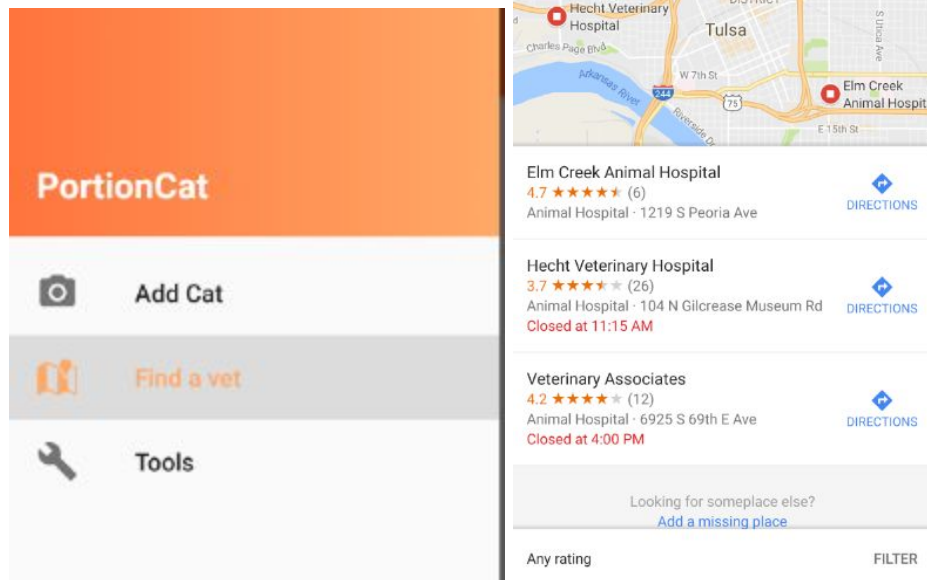 PortionCat
Add Cat
Find a vet
Tools
Hecht Veterinary
Hospital
Tulsa
Charles Page Blvd
S Utica Ave
Arkansas River
W 7th St
244
75
Elm Creek
Animal Hospit
Riverside Dr
E 15th St
Elm Creek Animal Hospital
4.7 ★★★★★ (6)
Animal Hospital · 1219 S Peoria Ave
DIRECTIONS
Hecht Veterinary Hospital
3.7 ★★★★★ (26)
Animal Hospital · 104 N Gilcrease Museum Rd
Closed at 11:15 AM
DIRECTIONS
Veterinary Associates
4.2 ★★★★★ (12)
Animal Hospital · 6925 S 69th E Ave
Closed at 4:00 PM
DIRECTIONS
Looking for someplace else?
Add a missing place
Any rating FILTER